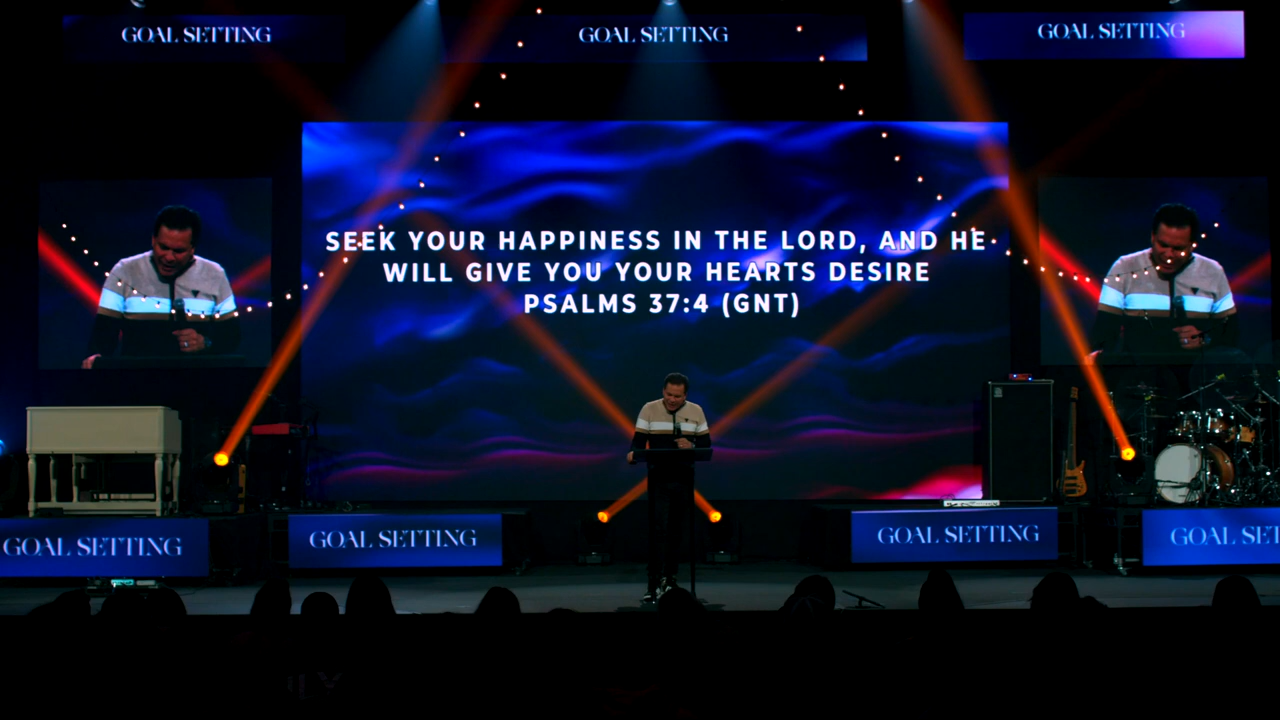 GOAL SETTING
GOAL SETTING
GOAL SETTING
SEEK YOUR HAPPINESS IN THE LORD, AND HE
WILL GIVE YOU YOUR HEARTS DESIRE
PSALMS 37:4 (GNT)
GOAL SETTING
GOAL SETTING
GOAL SETTING
GOAL SET